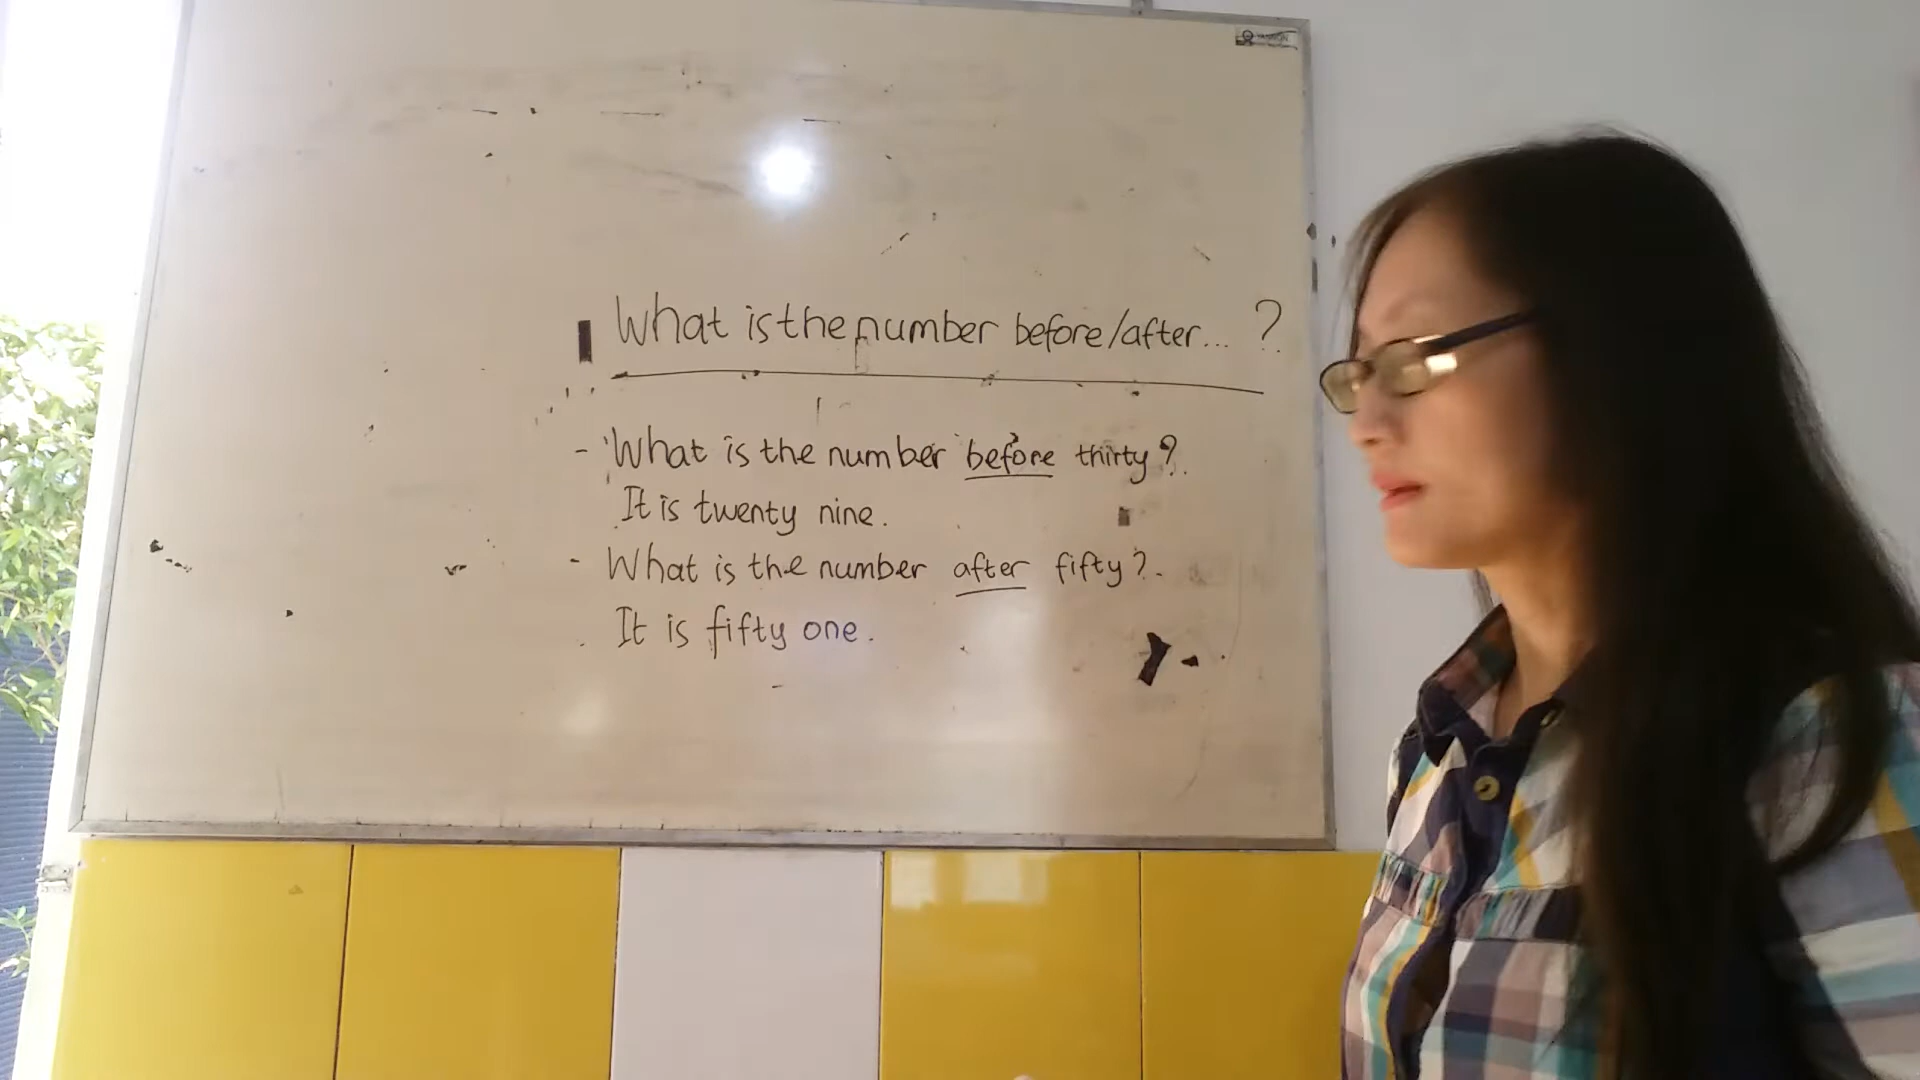 What is the number before/after... ?
- What is the number before thirty?
It is twenty nine.
- What is the number after fifty?
It is fifty one.